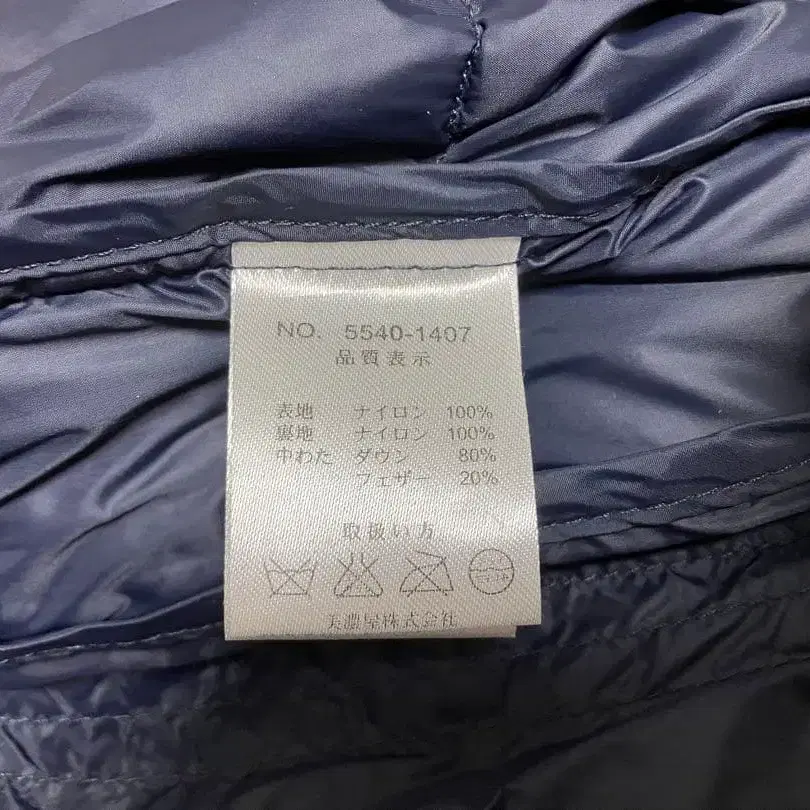 NO. 5540-1407
品質表示
表地 ナイロン 100%
裏地 ナイロン 100%
中わた ダウン 80%
フェザー 20%
取扱い方
美濃屋株式会社